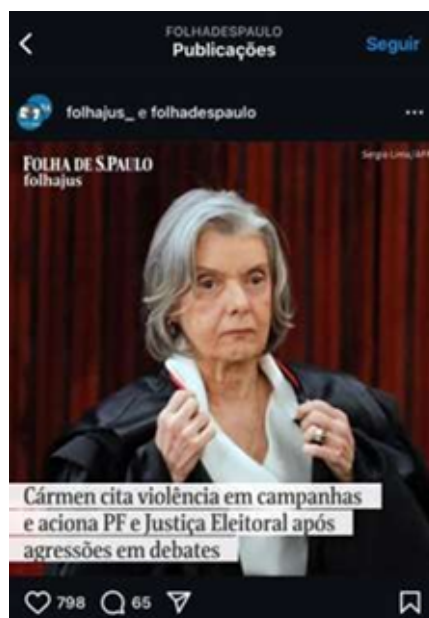 FOLHADESPAULO
Publicações
Seguir
folhajus_ e folhadespaulo
FOLHA DE S.PAULO
folhajus
Sergio Lima/AFP
Cármen cita violência em campanhas
e aciona PF e Justiça Eleitoral após
agressões em debates
798 65